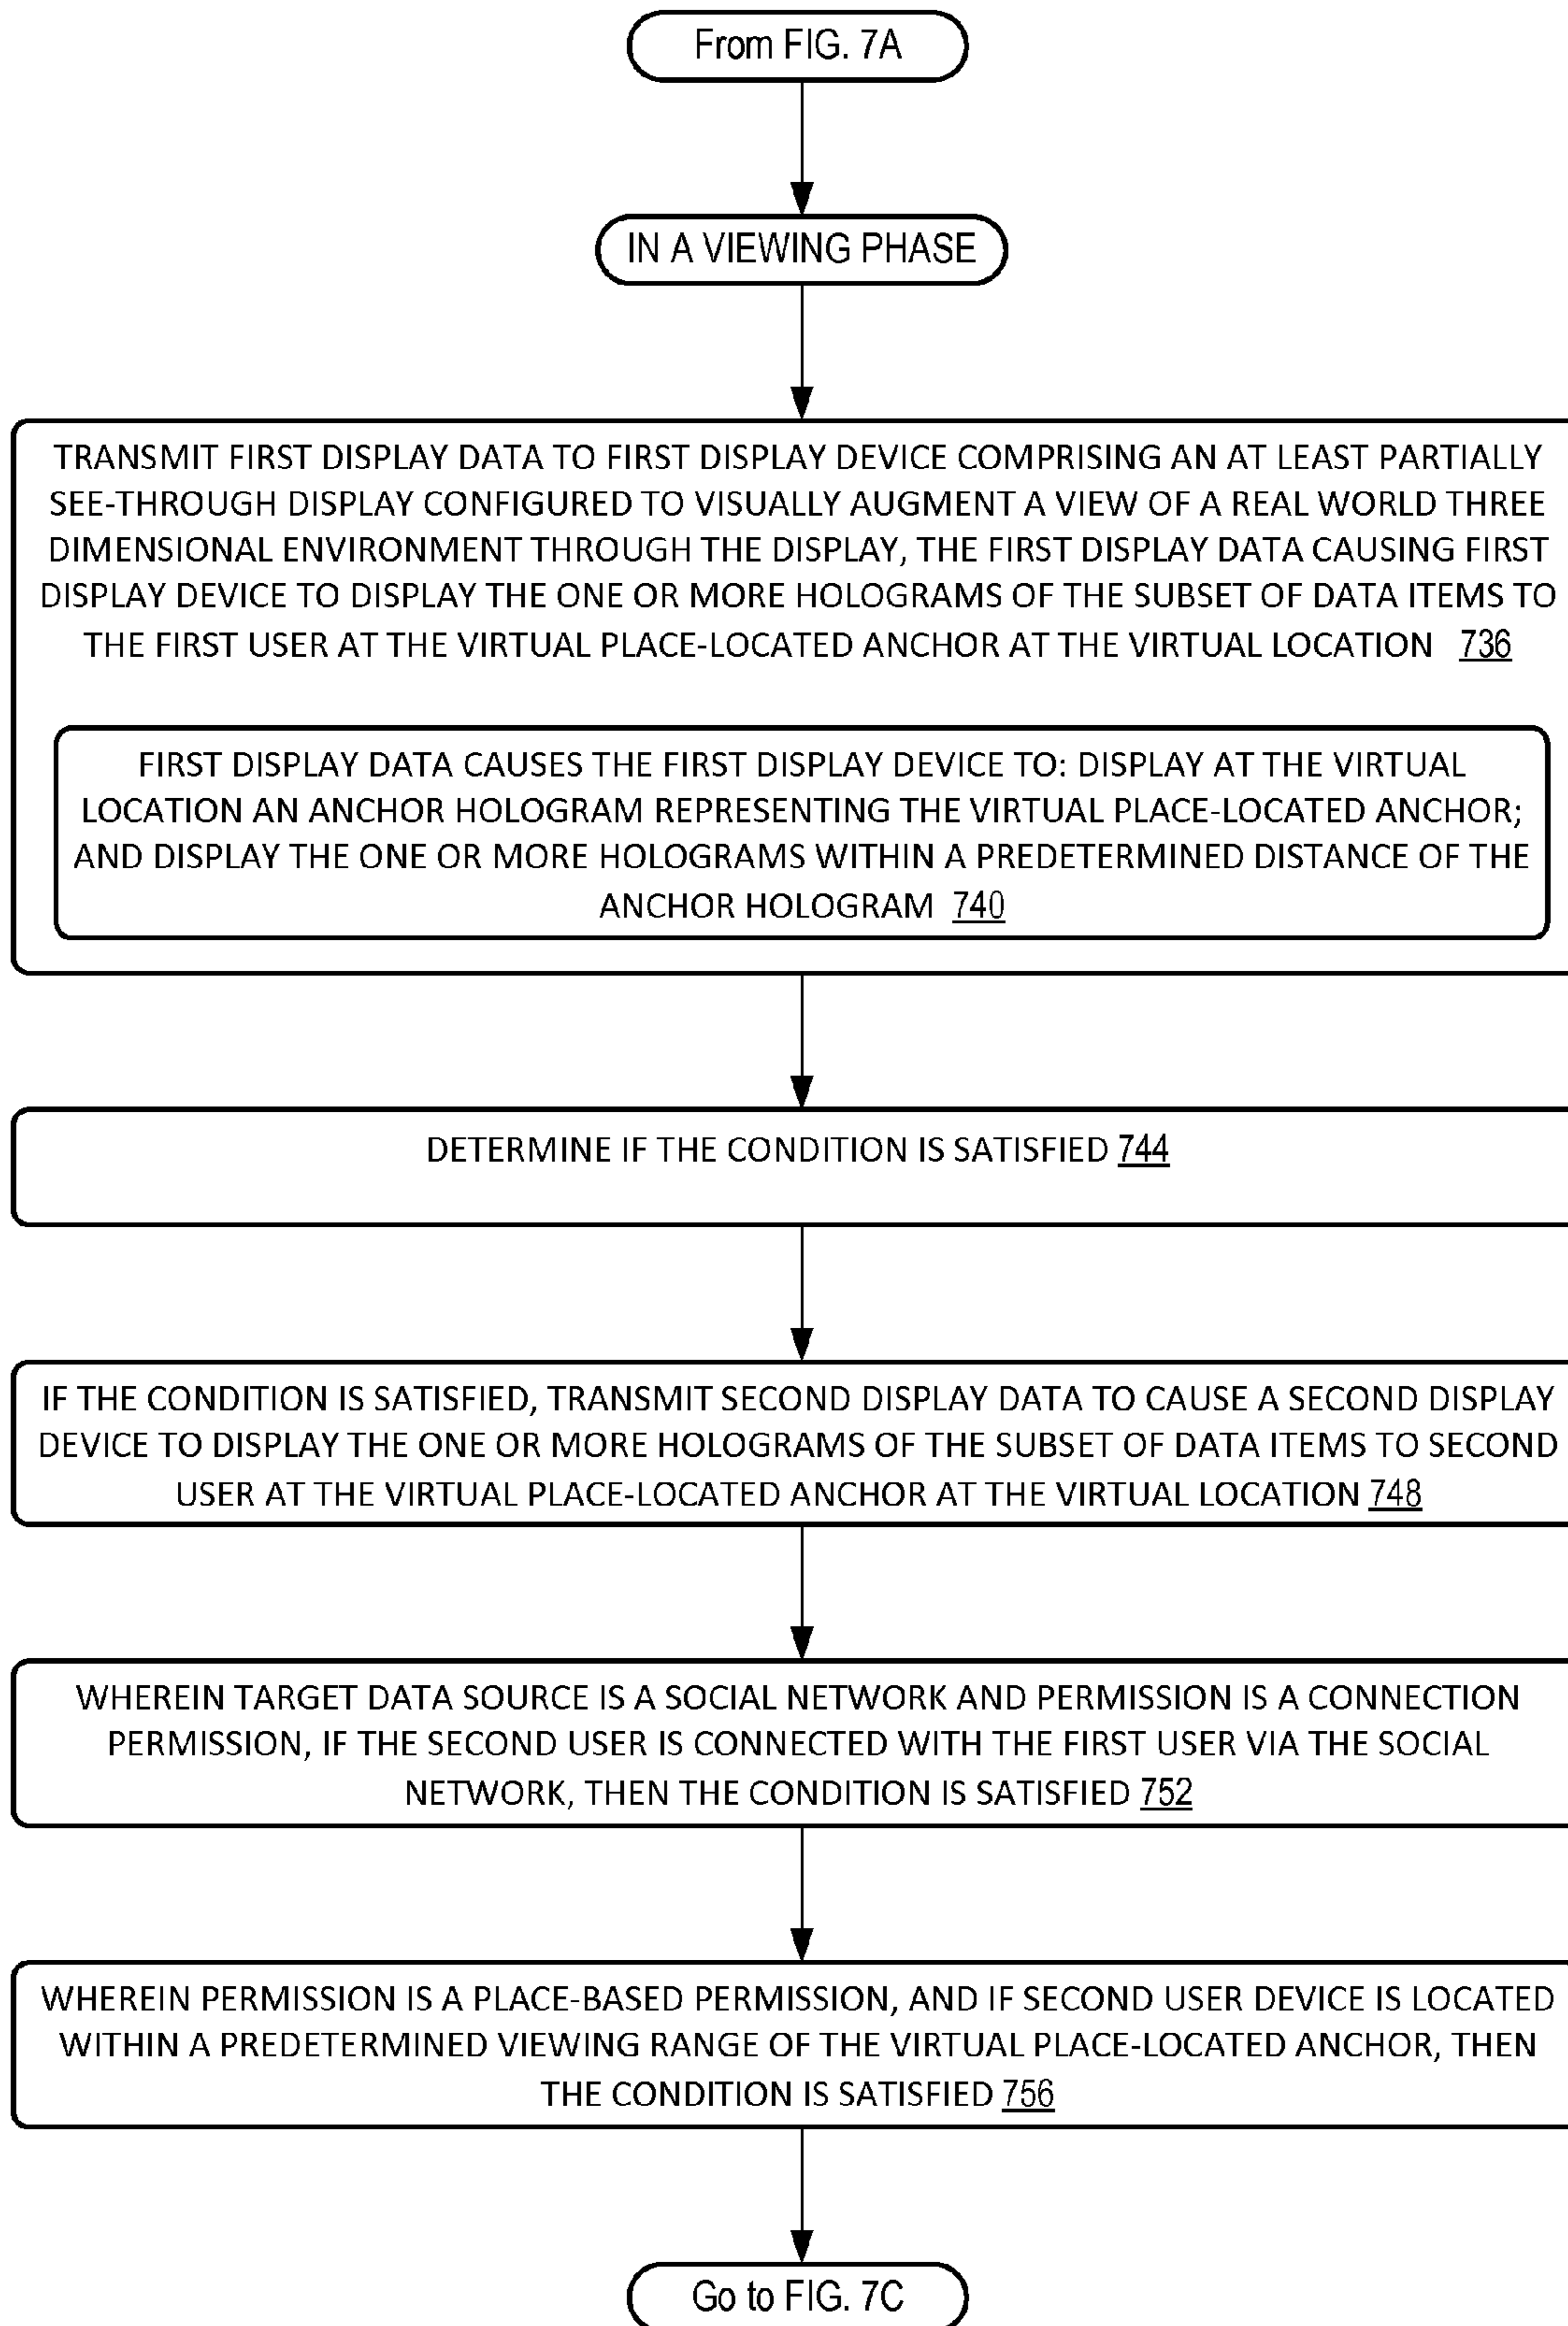 From FIG. 7A
IN A VIEWING PHASE
TRANSMIT FIRST DISPLAY DATA TO FIRST DISPLAY DEVICE COMPRISING AN AT LEAST PARTIALLY
SEE-THROUGH DISPLAY CONFIGURED TO VISUALLY AUGMENT A VIEW OF A REAL WORLD THREE
DIMENSIONAL ENVIRONMENT THROUGH THE DISPLAY, THE FIRST DISPLAY DATA CAUSING FIRST
DISPLAY DEVICE TO DISPLAY THE ONE OR MORE HOLOGRAMS OF THE SUBSET OF DATA ITEMS TO
THE FIRST USER AT THE VIRTUAL PLACE-LOCATED ANCHOR AT THE VIRTUAL LOCATION 736
FIRST DISPLAY DATA CAUSES THE FIRST DISPLAY DEVICE TO: DISPLAY AT THE VIRTUAL
LOCATION AN ANCHOR HOLOGRAM REPRESENTING THE VIRTUAL PLACE-LOCATED ANCHOR;
AND DISPLAY THE ONE OR MORE HOLOGRAMS WITHIN A PREDETERMINED DISTANCE OF THE
ANCHOR HOLOGRAM 740
DETERMINE IF THE CONDITION IS SATISFIED 744
IF THE CONDITION IS SATISFIED, TRANSMIT SECOND DISPLAY DATA TO CAUSE A SECOND DISPLAY
DEVICE TO DISPLAY THE ONE OR MORE HOLOGRAMS OF THE SUBSET OF DATA ITEMS TO SECOND
USER AT THE VIRTUAL PLACE-LOCATED ANCHOR AT THE VIRTUAL LOCATION 748
WHEREIN TARGET DATA SOURCE IS A SOCIAL NETWORK AND PERMISSION IS A CONNECTION
PERMISSION, IF THE SECOND USER IS CONNECTED WITH THE FIRST USER VIA THE SOCIAL
NETWORK, THEN THE CONDITION IS SATISFIED 752
WHEREIN PERMISSION IS A PLACE-BASED PERMISSION, AND IF SECOND USER DEVICE IS LOCATED
WITHIN A PREDETERMINED VIEWING RANGE OF THE VIRTUAL PLACE-LOCATED ANCHOR, THEN
THE CONDITION IS SATISFIED 756
Go to FIG. 7C